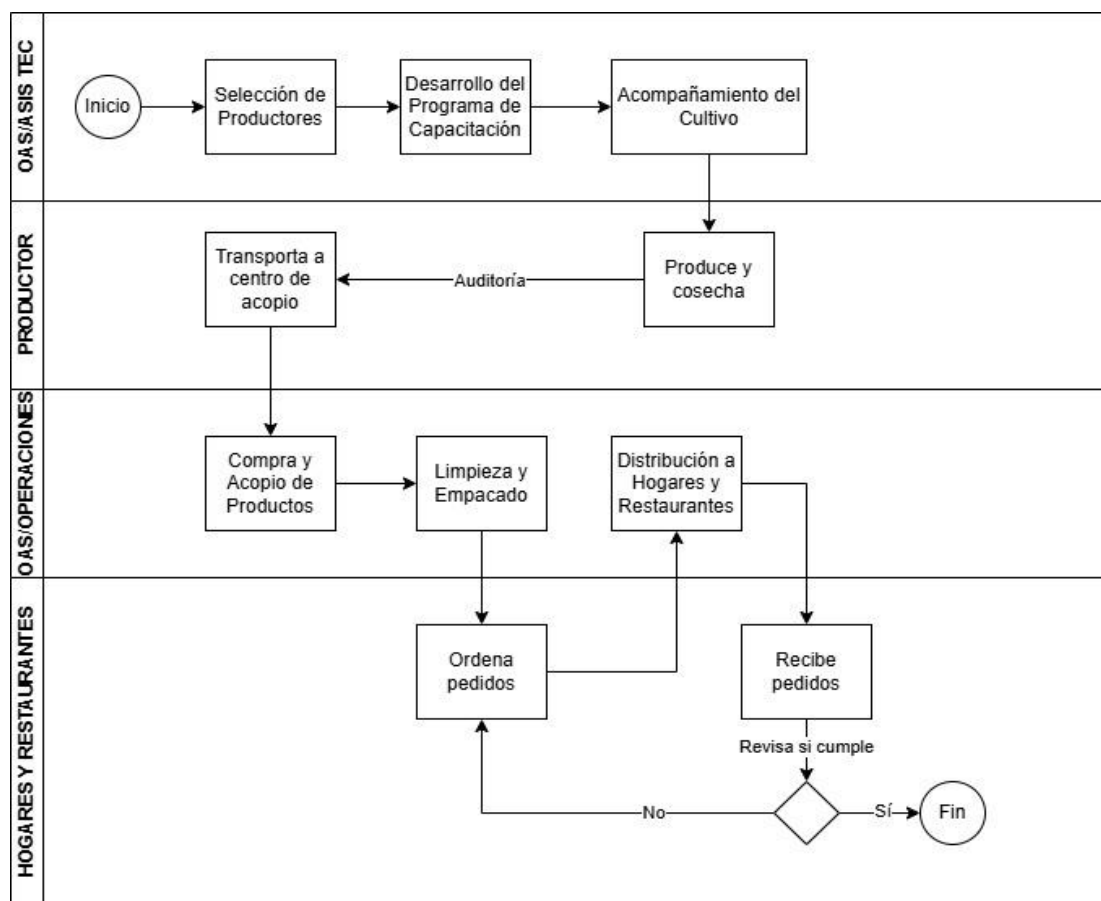 OAS/ASIS TEC
Inicio
Selección de
Productores
Desarrollo del
Programa de
Capacitación
Acompañamiento del
Cultivo
PRODUCTOR
Transporta a
centro de
acopio
Auditoría
Produce y
cosecha
OAS/OPERACIONES
Compra y
Acopio de
Productos
Limpieza y
Empacado
Distribución a
Hogares y
Restaurantes
HOGARES Y RESTAURANTES
Ordena
pedidos
Recibe
pedidos
Revisa si cumple
No
Sí
Fin